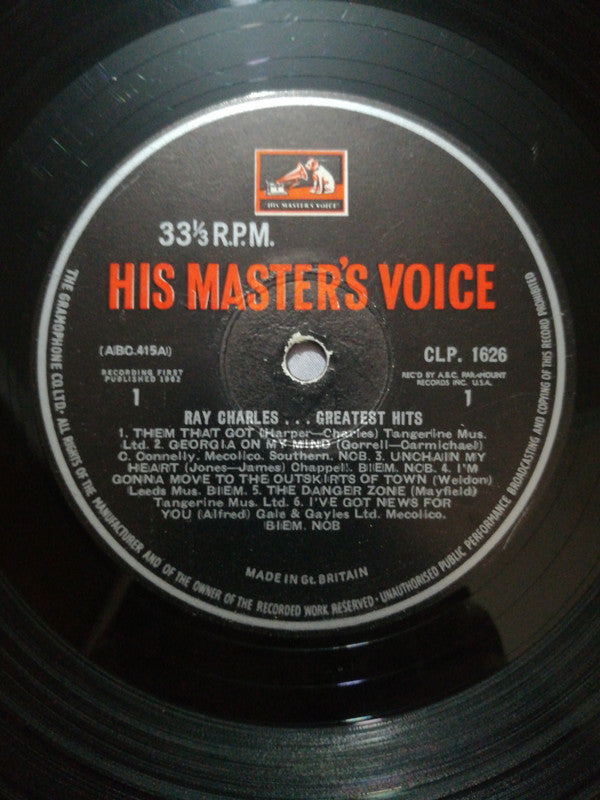 "HIS MASTER'S VOICE"
33⅓ R.P.M.
HIS MASTER'S VOICE
(ABC.415A)
CLP. 1626
RECORDING FIRST
PUBLISHED 1962
REC'D BY A.B.C. PARAMOUNT
RECORDS INC. U.S.A.
1
1
RAY CHARLES . . . GREATEST HITS
1. THEM THAT GOT (Harper—Charles) Tangerine Mus.
Ltd. 2. GEORGIA ON MY MIND (Gorrell—Carmichael)
C. Connelly. Mecolico. Southern. NCB. 3. UNCHAIN MY
HEART (Jones—James) Chappell. BIEM. NCB. 4. I'M
GONNA MOVE TO THE OUTSKIRTS OF TOWN (Weldon)
Leeds Mus. BIEM. 5. THE DANGER ZONE (Mayfield)
Tangerine Mus. Ltd. 6. I'VE GOT NEWS FOR
YOU (Alfred) Gale & Gayles Ltd. Mecolico.
BIEM. NCB
MADE IN Gt. BRITAIN
THE GRAMOPHONE CO. LTD. · ALL RIGHTS OF THE MANUFACTURER AND OF THE OWNER OF THE RECORDED WORK RESERVED · UNAUTHORISED PUBLIC PERFORMANCE BROADCASTING AND COPYING OF THIS RECORD PROHIBITED